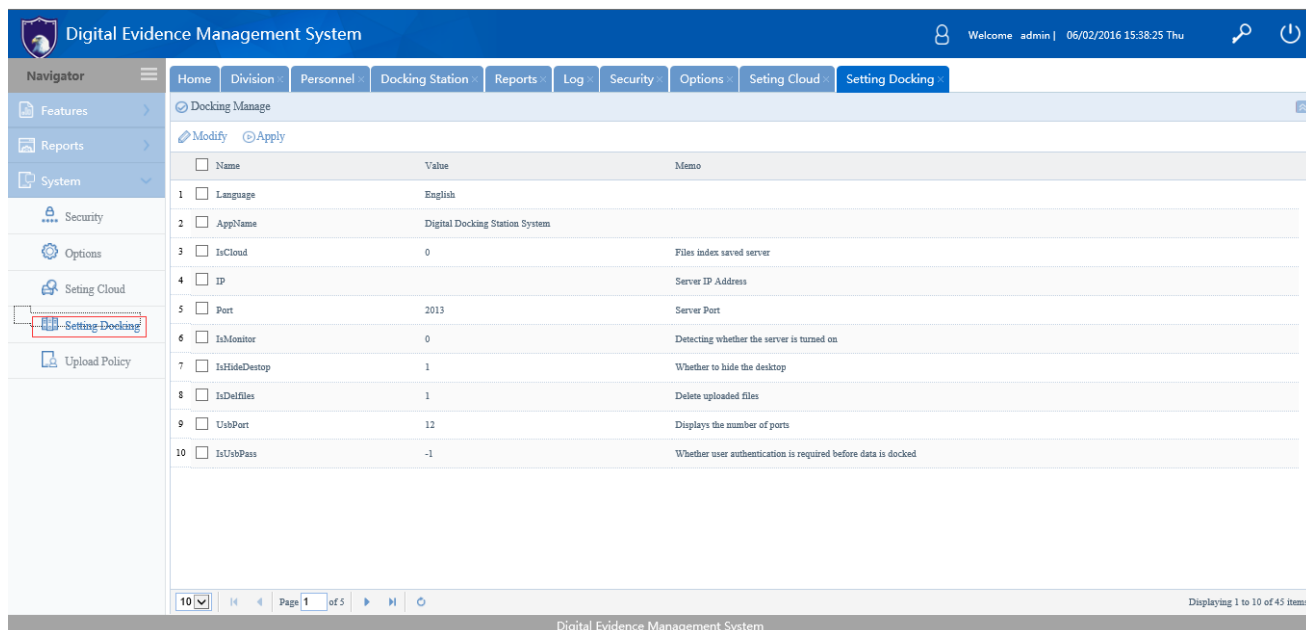 Digital Evidence Management System
Welcome admin | 06/02/2016 15:38:25 Thu
Navigator
Home Division Personnel Docking Station Reports Log Security Options Seting Cloud Setting Docking
Features
Reports
System
Security
Options
Seting Cloud
Setting Docking
Upload Policy
Docking Manage
Modify Apply
Name Value Memo
1 Language English
2 AppName Digital Docking Station System
3 IsCloud 0 Files index saved server
4 IP Server IP Address
5 Port 2013 Server Port
6 IsMonitor 0 Detecting whether the server is turned on
7 IsHideDestop 1 Whether to hide the desktop
8 IsDelfiles 1 Delete uploaded files
9 UsbPort 12 Displays the number of ports
10 IsUsbPass -1 Whether user authentication is required before data is docked
10 Page 1 of 5 Displaying 1 to 10 of 45 items
Digital Evidence Management System